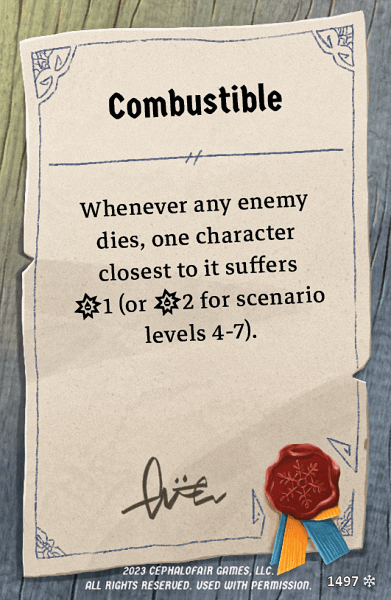 Combustible
Whenever any enemy
dies, one character
closest to it suffers
1 (or 2 for scenario
levels 4-7).
2023 CEPHALOFAIR GAMES, LLC.
ALL RIGHTS RESERVED. USED WITH PERMISSION.
1497